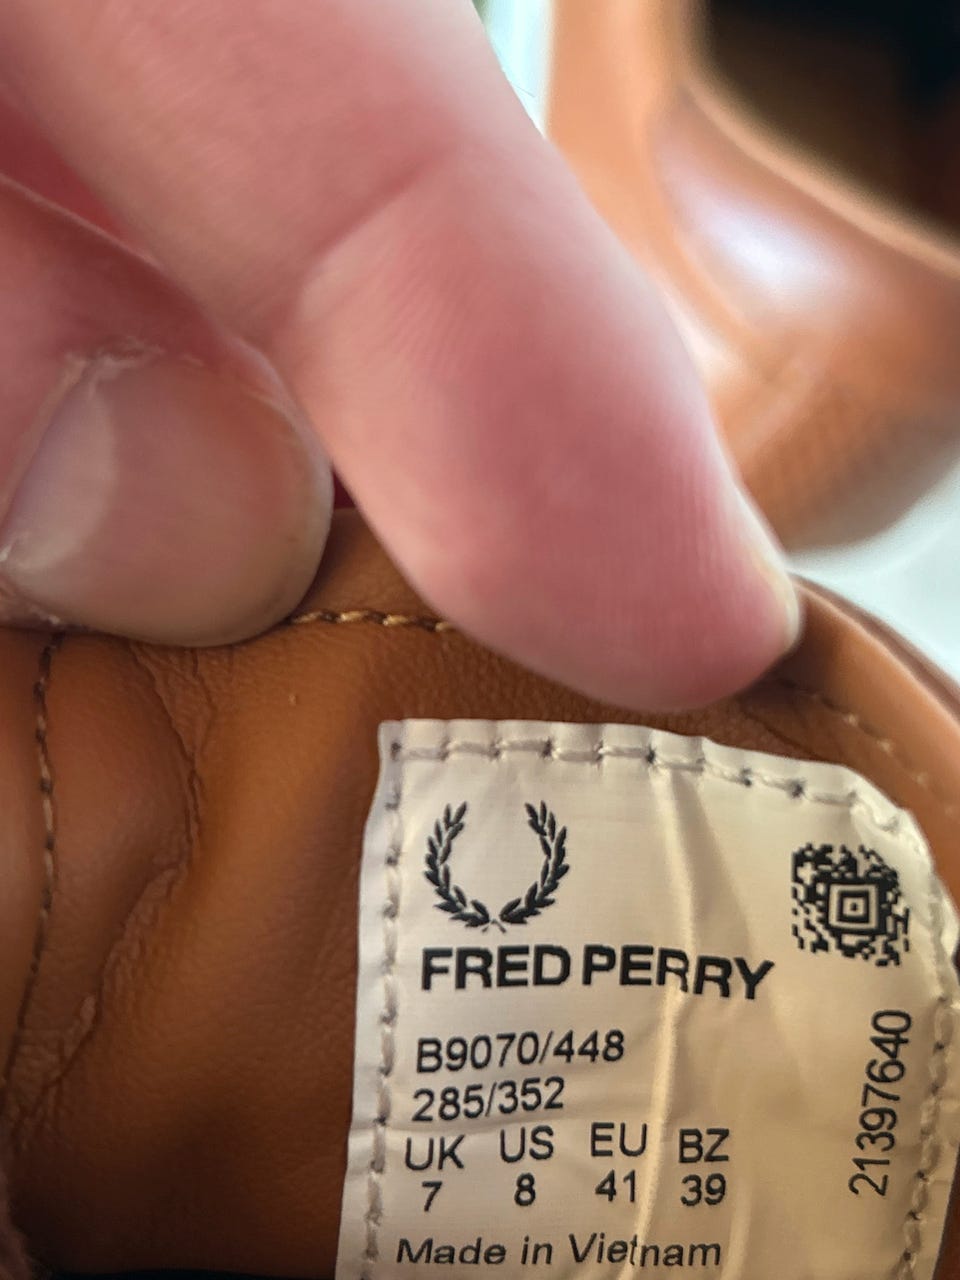 FRED PERRY
B9070/448
285/352
UK US EU BZ
7 8 41 39
Made in Vietnam
21397640